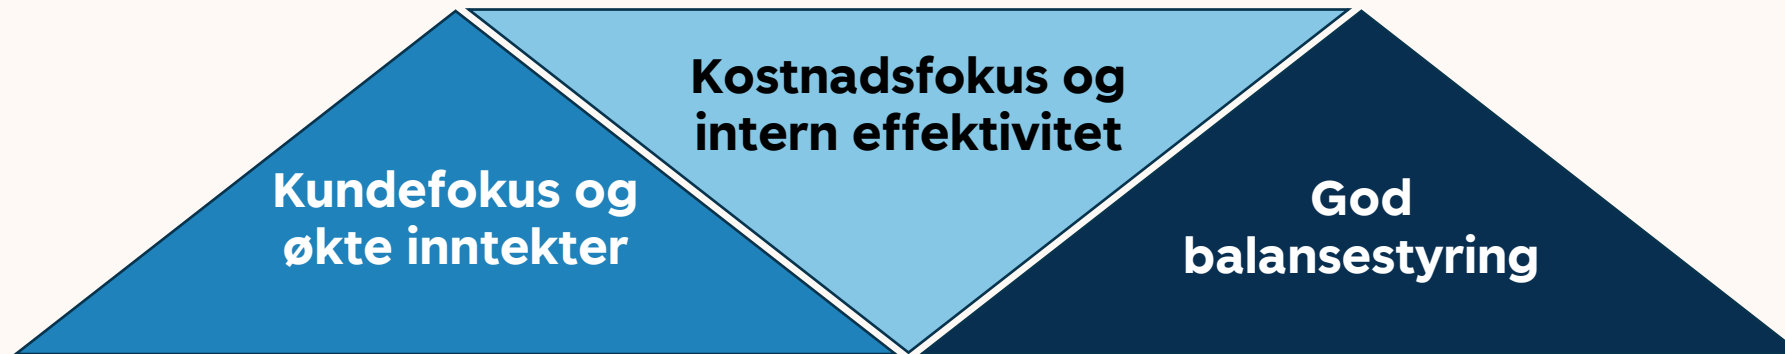 Kundefokus og
økte inntekter
Kostnadsfokus og
intern effektivitet
God
balansestyring